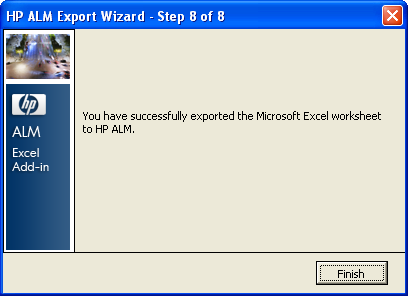 HP ALM Export Wizard - Step 8 of 8
hp
ALM
Excel
Add-in
You have successfully exported the Microsoft Excel worksheet
to HP ALM.
Finish